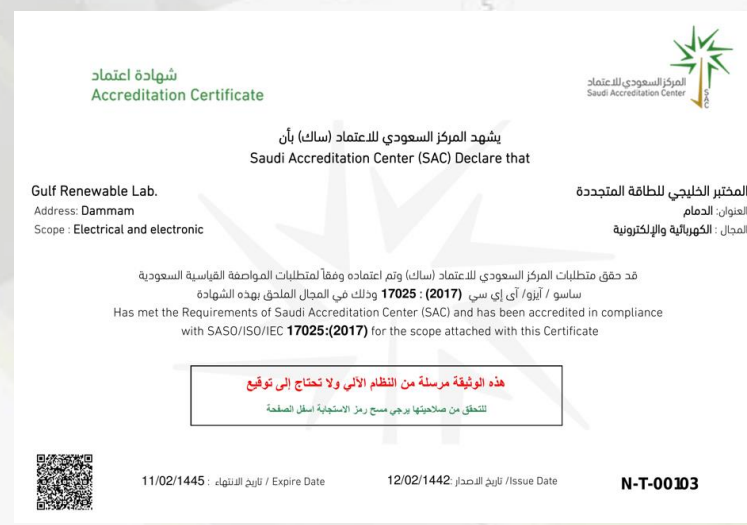 شهادة اعتماد
Accreditation Certificate
المركز السعودي للاعتماد
Saudi Accreditation Center
SAC
يشهد المركز السعودي للاعتماد (ساك) بأن
Saudi Accreditation Center (SAC) Declare that
Gulf Renewable Lab.
Address: Dammam
Scope : Electrical and electronic
المختبر الخليجي للطاقة المتجددة
العنوان: الدمام
المجال : الكهربائية والإلكترونية
قد حقق متطلبات المركز السعودي للاعتماد (ساك) وتم اعتماده وفقاً لمتطلبات المواصفة القياسية السعودية
ساسو / آيزو/ آى إي سي 17025 : (2017) وذلك في المجال الملحق بهذه الشهادة
Has met the Requirements of Saudi Accreditation Center (SAC) and has been accredited in compliance
with SASO/ISO/IEC 17025:(2017) for the scope attached with this Certificate
هذه الوثيقة مرسلة من النظام الآلي ولا تحتاج إلى توقيع
للتحقق من صلاحيتها يرجي مسح رمز الاستجابة اسفل الصفحة
11/02/1445 : تاريخ الانتهاء / Expire Date
12/02/1442: تاريخ الاصدار /Issue Date
N-T-00103